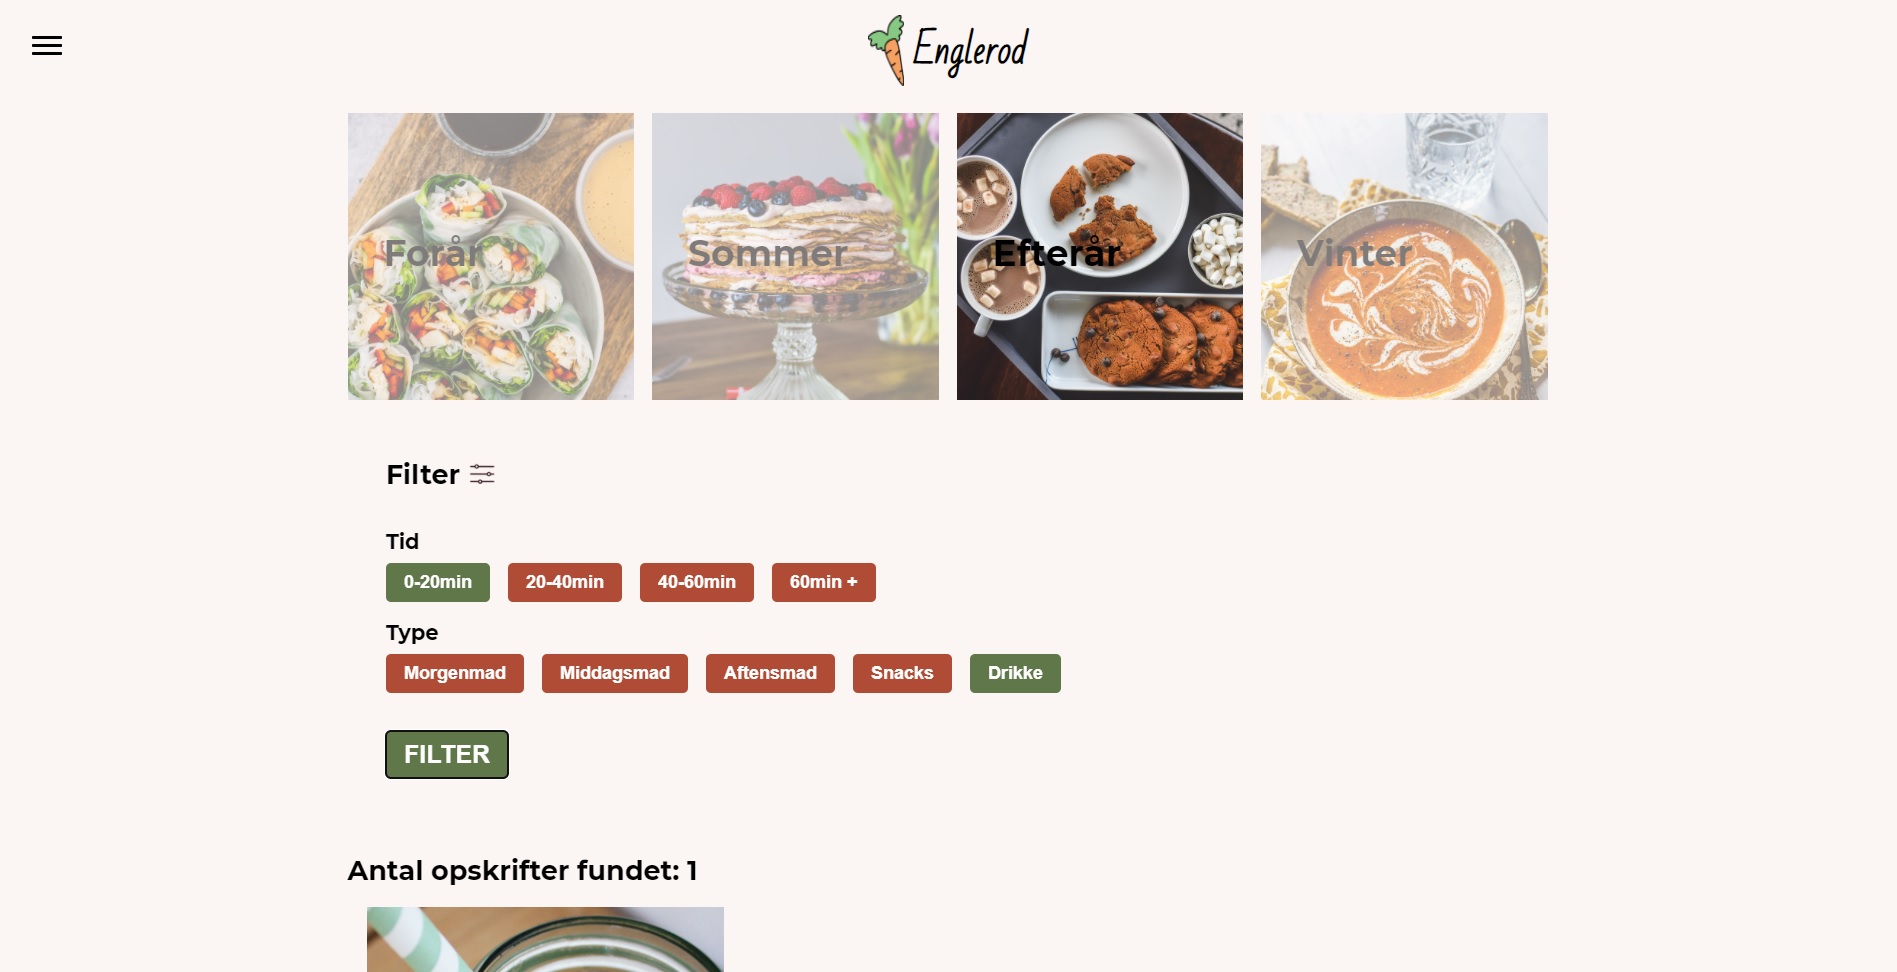 Englerod
Forår
Sommer
Efterår
Vinter
Filter
Tid
0-20min
20-40min
40-60min
60min +
Type
Morgenmad
Middagsmad
Aftensmad
Snacks
Drikke
FILTER
Antal opskrifter fundet: 1